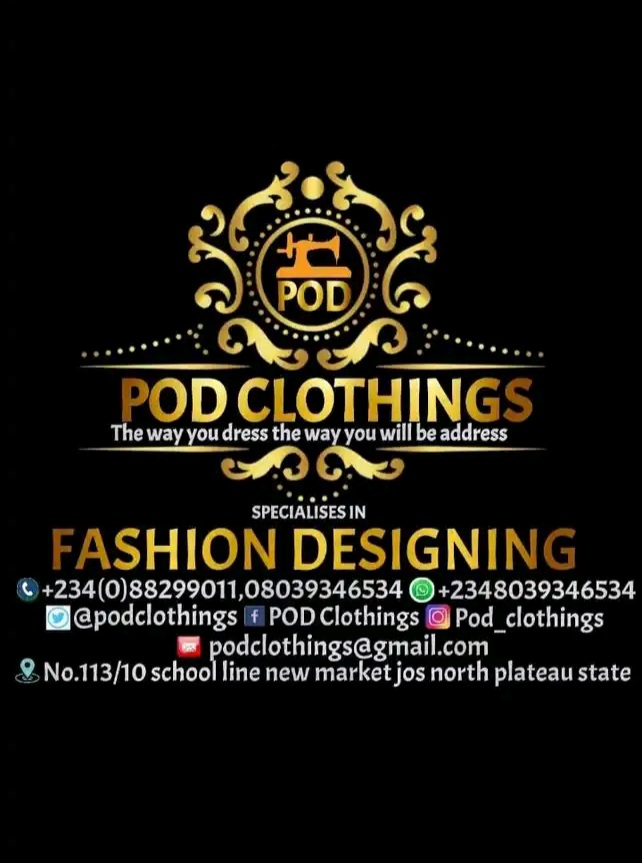 POD
POD CLOTHINGS
The way you dress the way you will be address
SPECIALISES IN
FASHION DESIGNING
+234(0)88299011,08039346534 +2348039346534
@podclothings POD Clothings Pod_clothings
podclothings@gmail.com
No.113/10 school line new market jos north plateau state